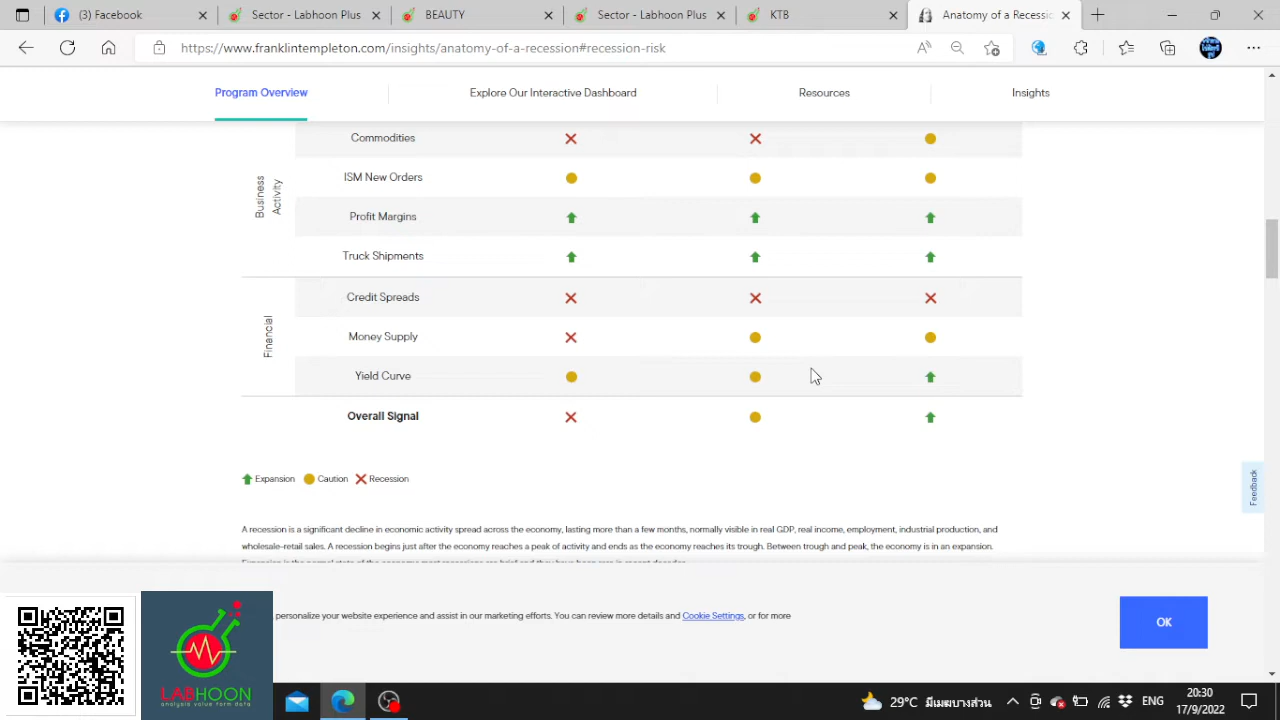 Sector - Labhoon Plus
BEAUTY
Sector - Labhoon Plus
KTB
Anatomy of a Recess
(3) Facebook
https://www.franklintempleton.com/insights/anatomy-of-a-recession#recession-risk
Program Overview
Explore Our Interactive Dashboard
Resources
Insights
Business
Activity
Commodities
ISM New Orders
Profit Margins
Truck Shipments
Financial
Credit Spreads
Money Supply
Yield Curve
Overall Signal
Expansion Caution Recession
Feedback
A recession is a significant decline in economic activity spread across the economy, lasting more than a few months, normally visible in real GDP, real income, employment, industrial production, and
wholesale-retail sales. A recession begins just after the economy reaches a peak of activity and ends as the economy reaches its trough. Between trough and peak, the economy is in an expansion.
personalize your website experience and assist in our marketing efforts. You can review more details and Cookie Settings, or for more
OK
LABHOON
analysis value form data
29°C มีเมฆบางส่วน
ENG
20:30
17/9/2022